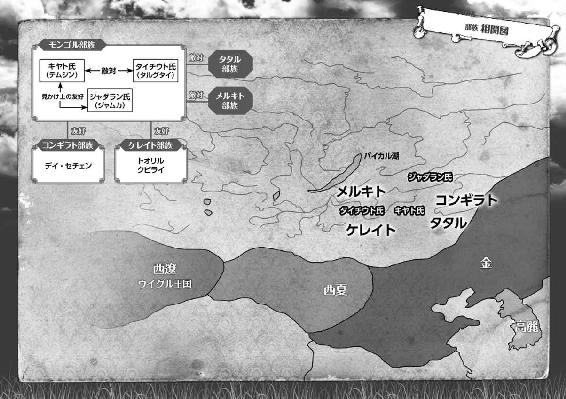 部族 相関図
モンゴル部族
キヤト氏
(テムジン)
敵対
タイチウト氏
(タルグタイ)
見かけ上の友好
ジャダラン氏
(ジャムカ)
敵対
タタル
部族
敵対
メルキト
部族
友好
友好
コンギラト部族
デイ・セチェン
ケレイト部族
トオリル
クビライ
バイカル湖
メルキト
ジャダラン氏
コンギラト
タイチウト氏
キヤト氏
タタル
ケレイト
西遼
ウイグル王国
西夏
金
高麗